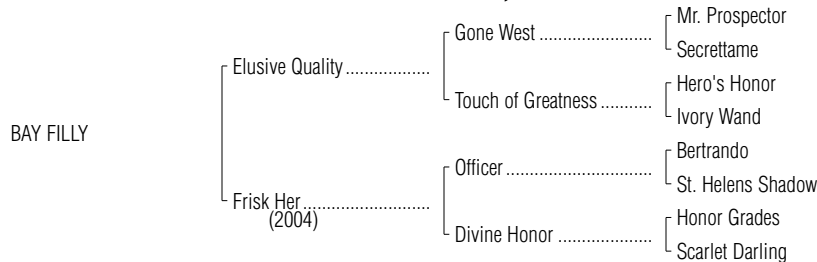 Mr. Prospector
Gone West ........................
Secrettame
Elusive Quality ..................
Hero's Honor
Touch of Greatness ...........
Ivory Wand
BAY FILLY
Bertrando
Officer ...............................
St. Helens Shadow
Frisk Her ...........................
(2004)
Honor Grades
Divine Honor ....................
Scarlet Darling